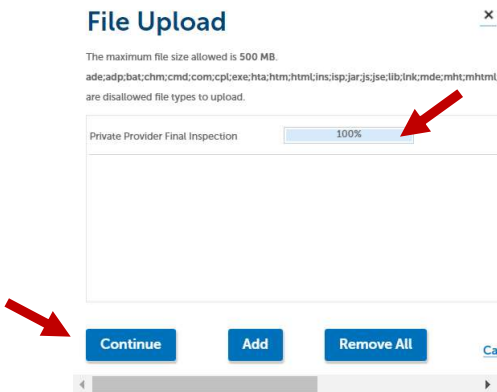 File Upload
×
The maximum file size allowed is 500 MB.
ade;adp;bat;chm;cmd;com;cpl;exe;hta;htm;html;ins;isp;jar;js;jse;lib;lnk;mde;mht;mhtml
are disallowed file types to upload.
Private Provider Final Inspection 100%
Continue Add Remove All Ca